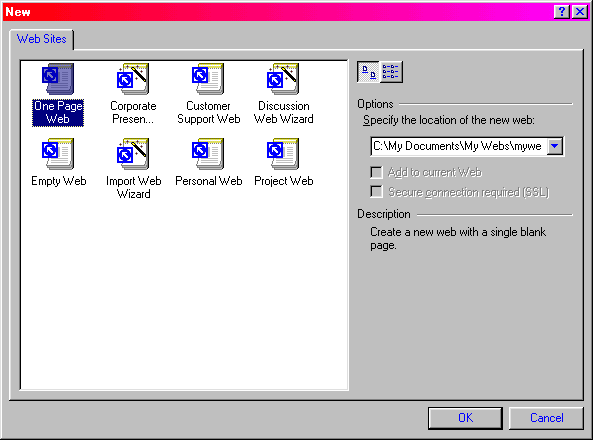 New
Web Sites
One Page
Web
Corporate
Presen...
Customer
Support Web
Discussion
Web Wizard
Empty Web
Import Web
Wizard
Personal Web
Project Web
Options
Specify the location of the new web:
C:\My Documents\My Webs\mywe
Add to current Web
Secure connection required (SSL)
Description
Create a new web with a single blank
page.
OK
Cancel